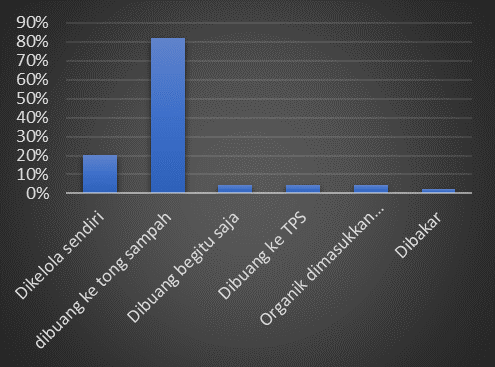 90%
80%
70%
60%
50%
40%
30%
20%
10%
0%
Dikelola sendiri
dibuang ke tong sampah
Dibuang begitu saja
Dibuang ke TPS
Organik dimasukkan...
Dibakar